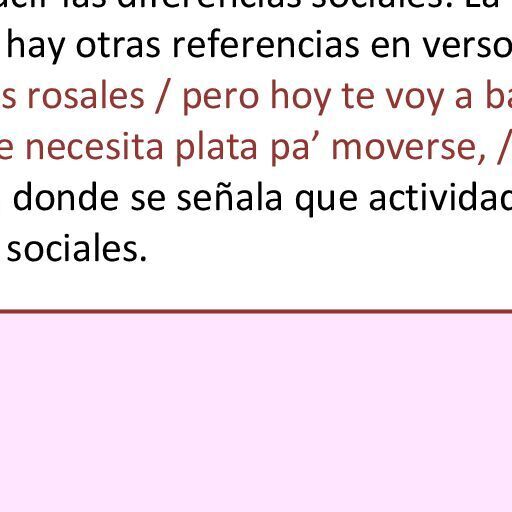 las diferencias sociales. La
hay otras referencias en verso
s rosales / pero hoy te voy a ba
e necesita plata pa’ moverse, /
donde se señala que actividad
sociales.